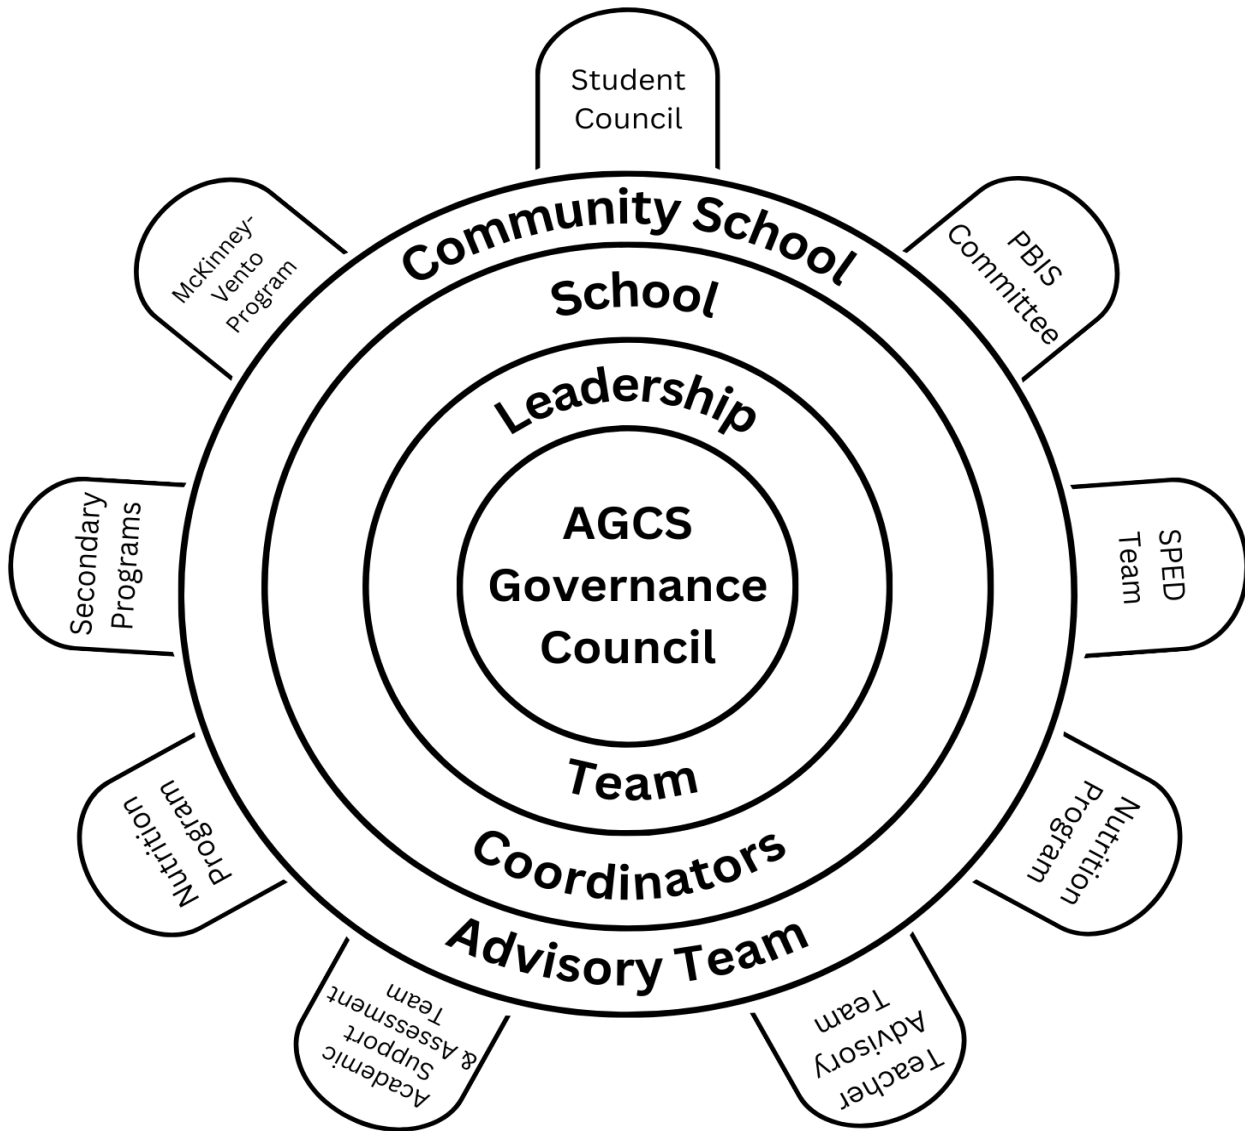 Student
Council
PBIS
Committee
SPED
Team
Nutrition
Program
Teacher
Advisory
Team
Academic
Support
& Assessment
Team
Nutrition
Program
Secondary
Programs
McKinney-
Vento
Program
Community School
Advisory Team
School
Coordinators
Leadership
Team
AGCS
Governance
Council